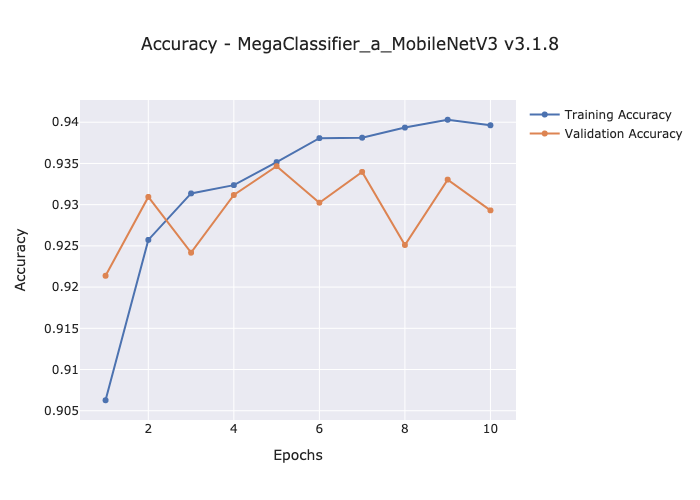 Accuracy - MegaClassifier_a_MobileNetV3 v3.1.8
Training Accuracy
Validation Accuracy
Accuracy
0.94
0.935
0.93
0.925
0.92
0.915
0.91
0.905
2 4 6 8 10
Epochs